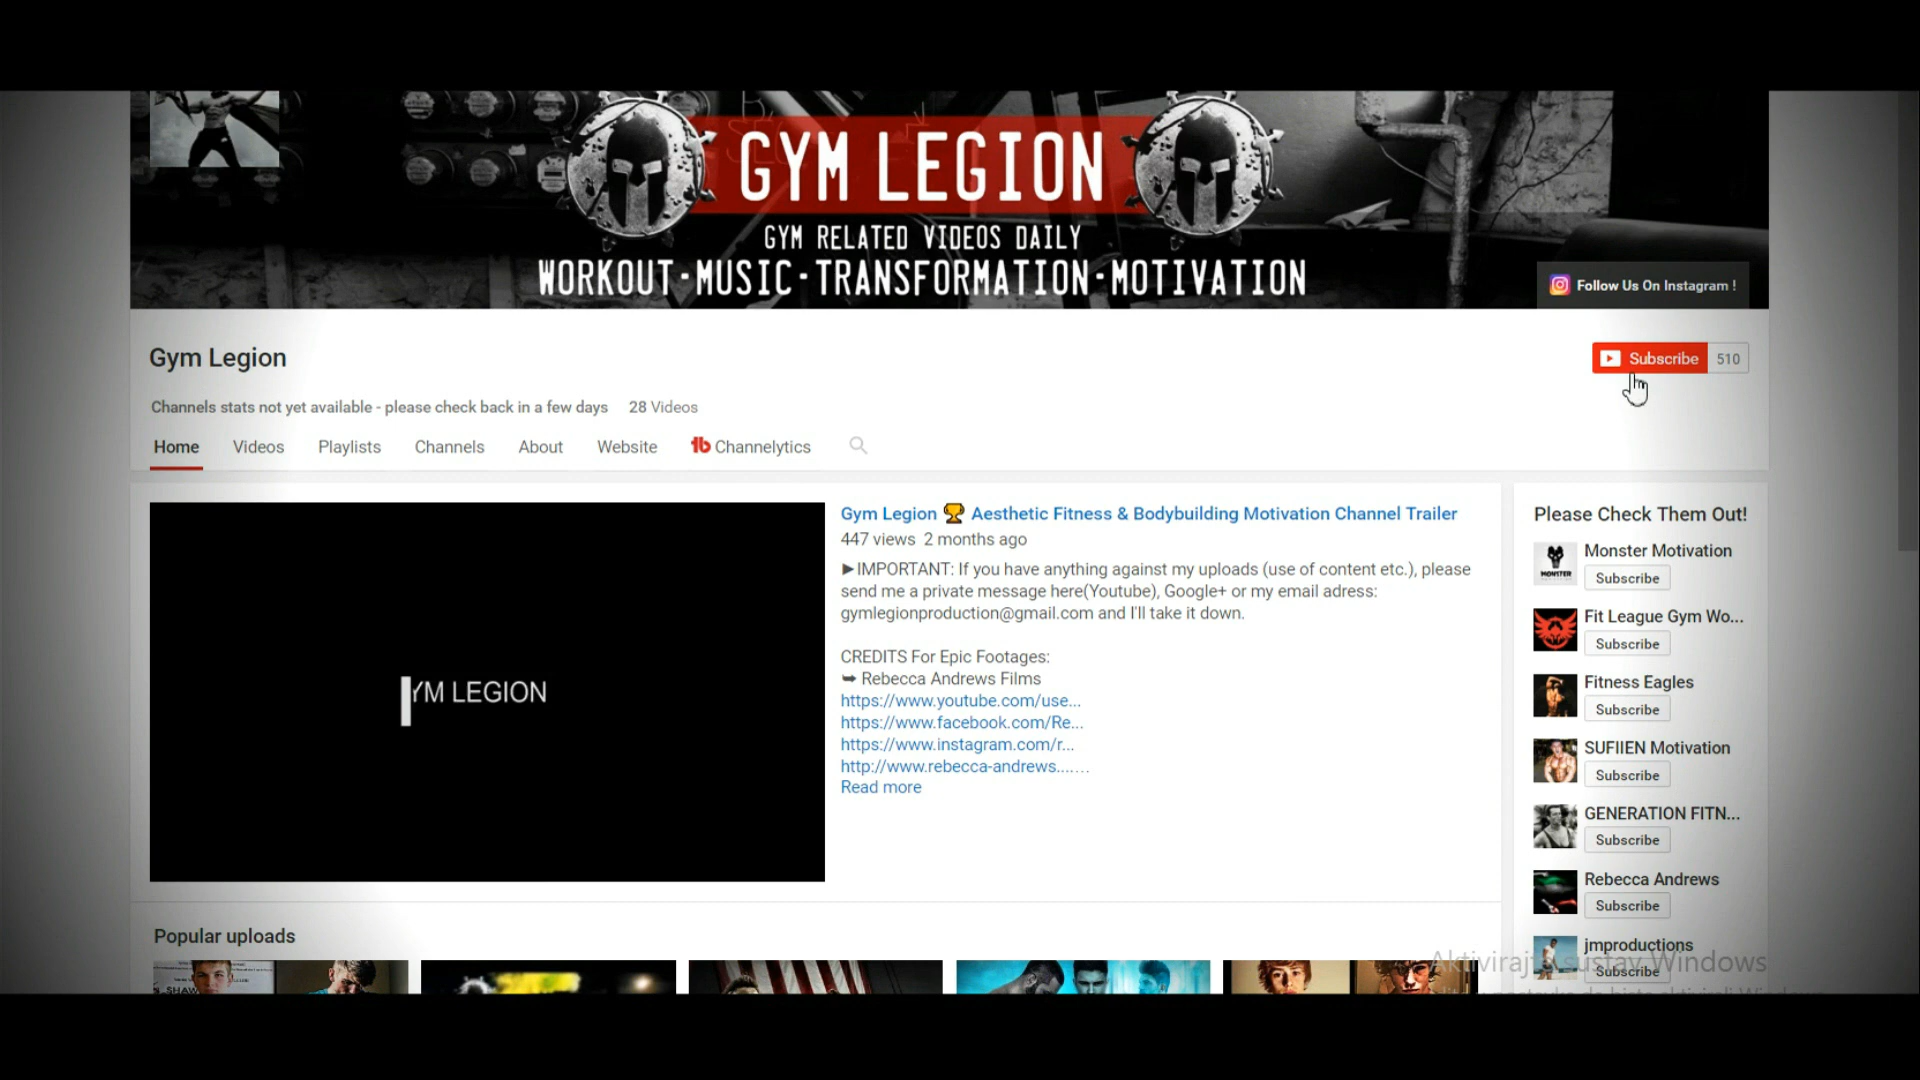 GYM LEGION
GYM RELATED VIDEOS DAILY
WORKOUT-MUSIC-TRANSFORMATION-MOTIVATION
Follow Us On Instagram !
Gym Legion
Subscribe 510
Channels stats not yet available - please check back in a few days 28 Videos
Home Videos Playlists Channels About Website Channelytics
YM LEGION
Gym Legion 🏆 Aesthetic Fitness & Bodybuilding Motivation Channel Trailer
447 views 2 months ago
►IMPORTANT: If you have anything against my uploads (use of content etc.), please
send me a private message here(Youtube), Google+ or my email adress:
gymlegionproduction@gmail.com and I'll take it down.
CREDITS For Epic Footages:
➥ Rebecca Andrews Films
https://www.youtube.com/use...
https://www.facebook.com/Re...
https://www.instagram.com/r...
http://www.rebecca-andrews.......
Read more
Please Check Them Out!
MONSTER
Monster Motivation
Subscribe
Fit League Gym Wo...
Subscribe
Fitness Eagles
Subscribe
SUFIIEN Motivation
Subscribe
GENERATION FITN...
Subscribe
Rebecca Andrews
Subscribe
jmproductions
Subscribe
Popular uploads
SHAW
Aktivirajte sustav Windows